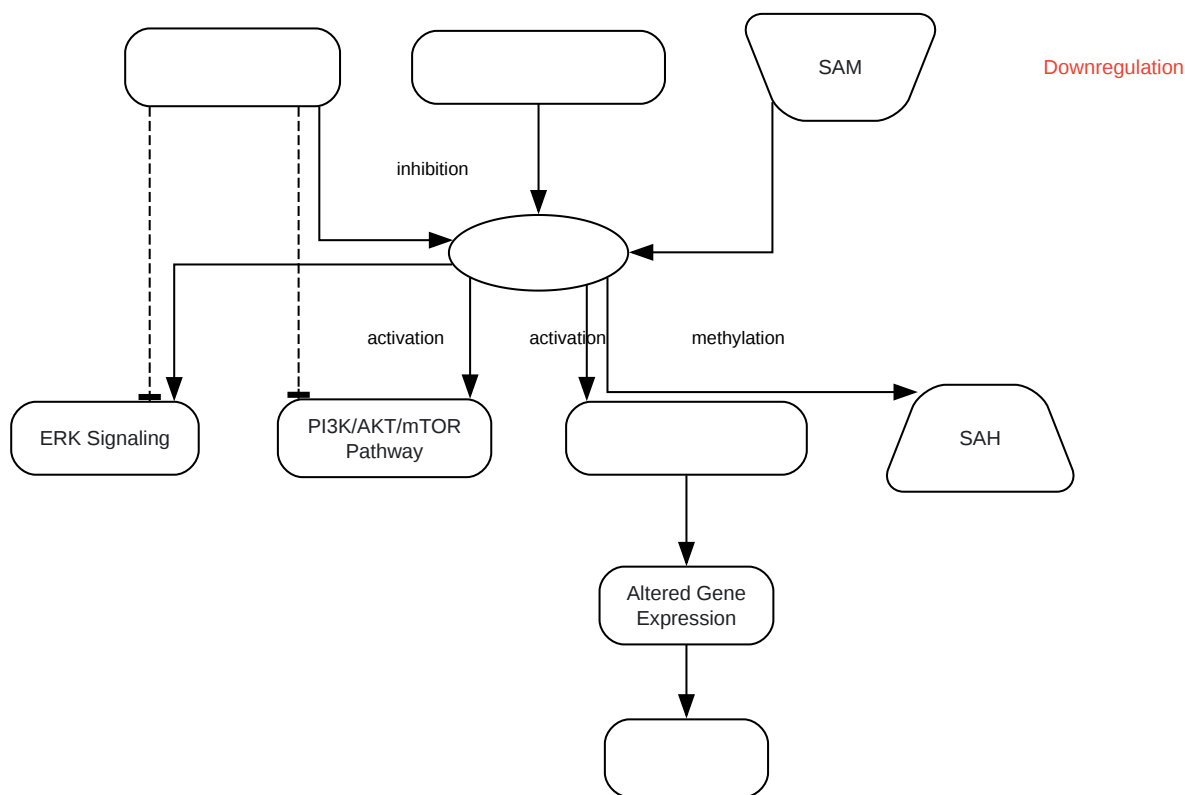 SAM
Downregulation
inhibition
activation
activation
methylation
ERK Signaling
PI3K/AKT/mTOR
Pathway
SAH
Altered Gene
Expression